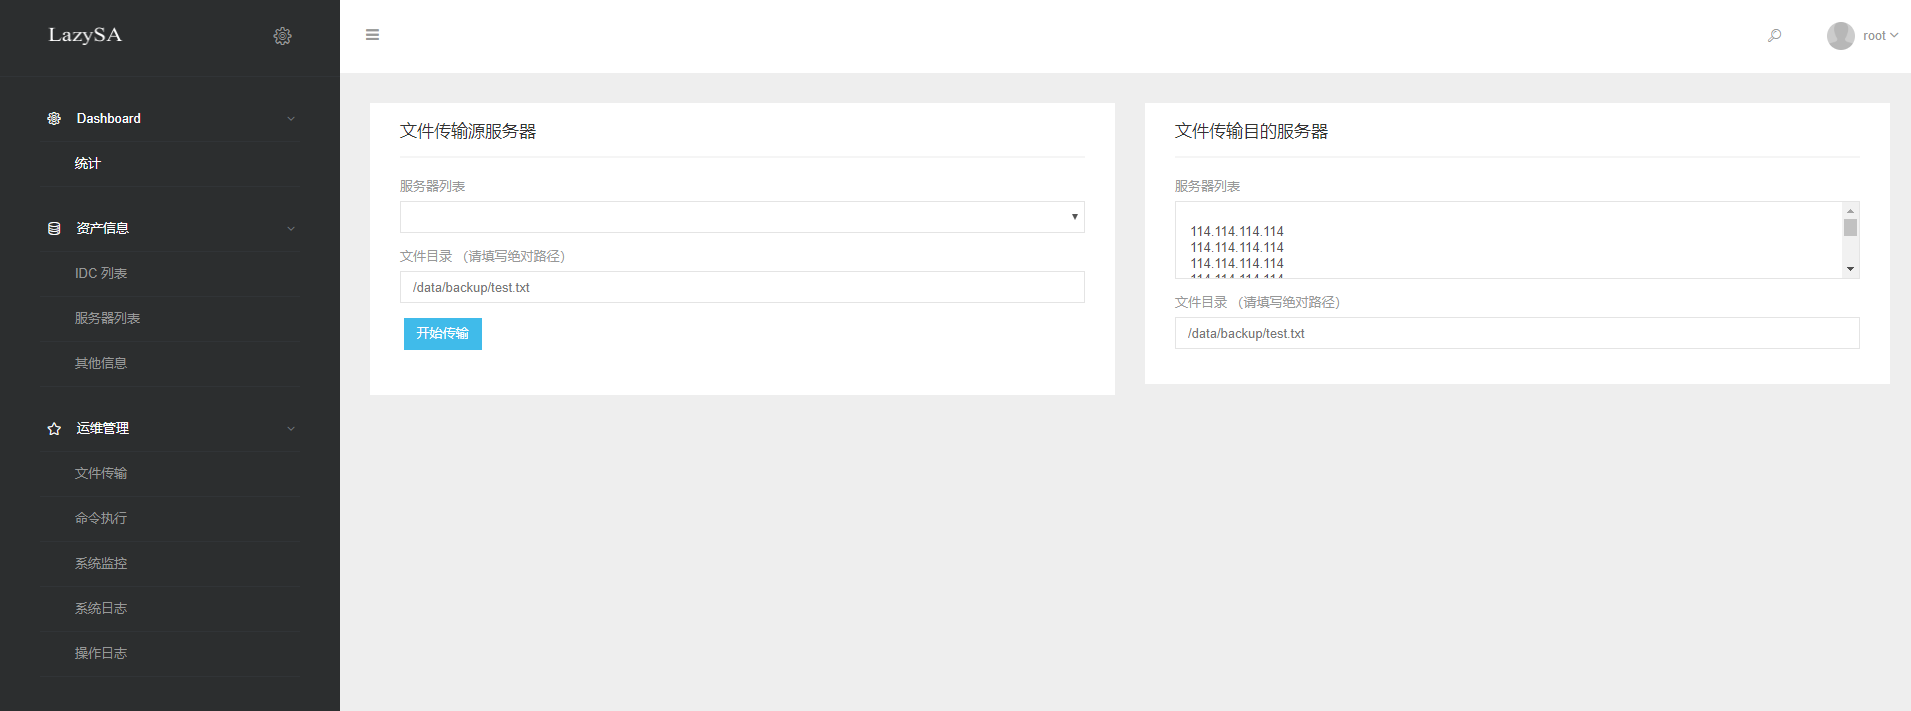 LazySA
Dashboard
统计
资产信息
IDC 列表
服务器列表
其他信息
运维管理
文件传输
命令执行
系统监控
系统日志
操作日志
root
文件传输源服务器
服务器列表
文件目录 （请填写绝对路径）
/data/backup/test.txt
开始传输
文件传输目的服务器
服务器列表
114.114.114.114
114.114.114.114
114.114.114.114
114.114.114.114
文件目录 （请填写绝对路径）
/data/backup/test.txt